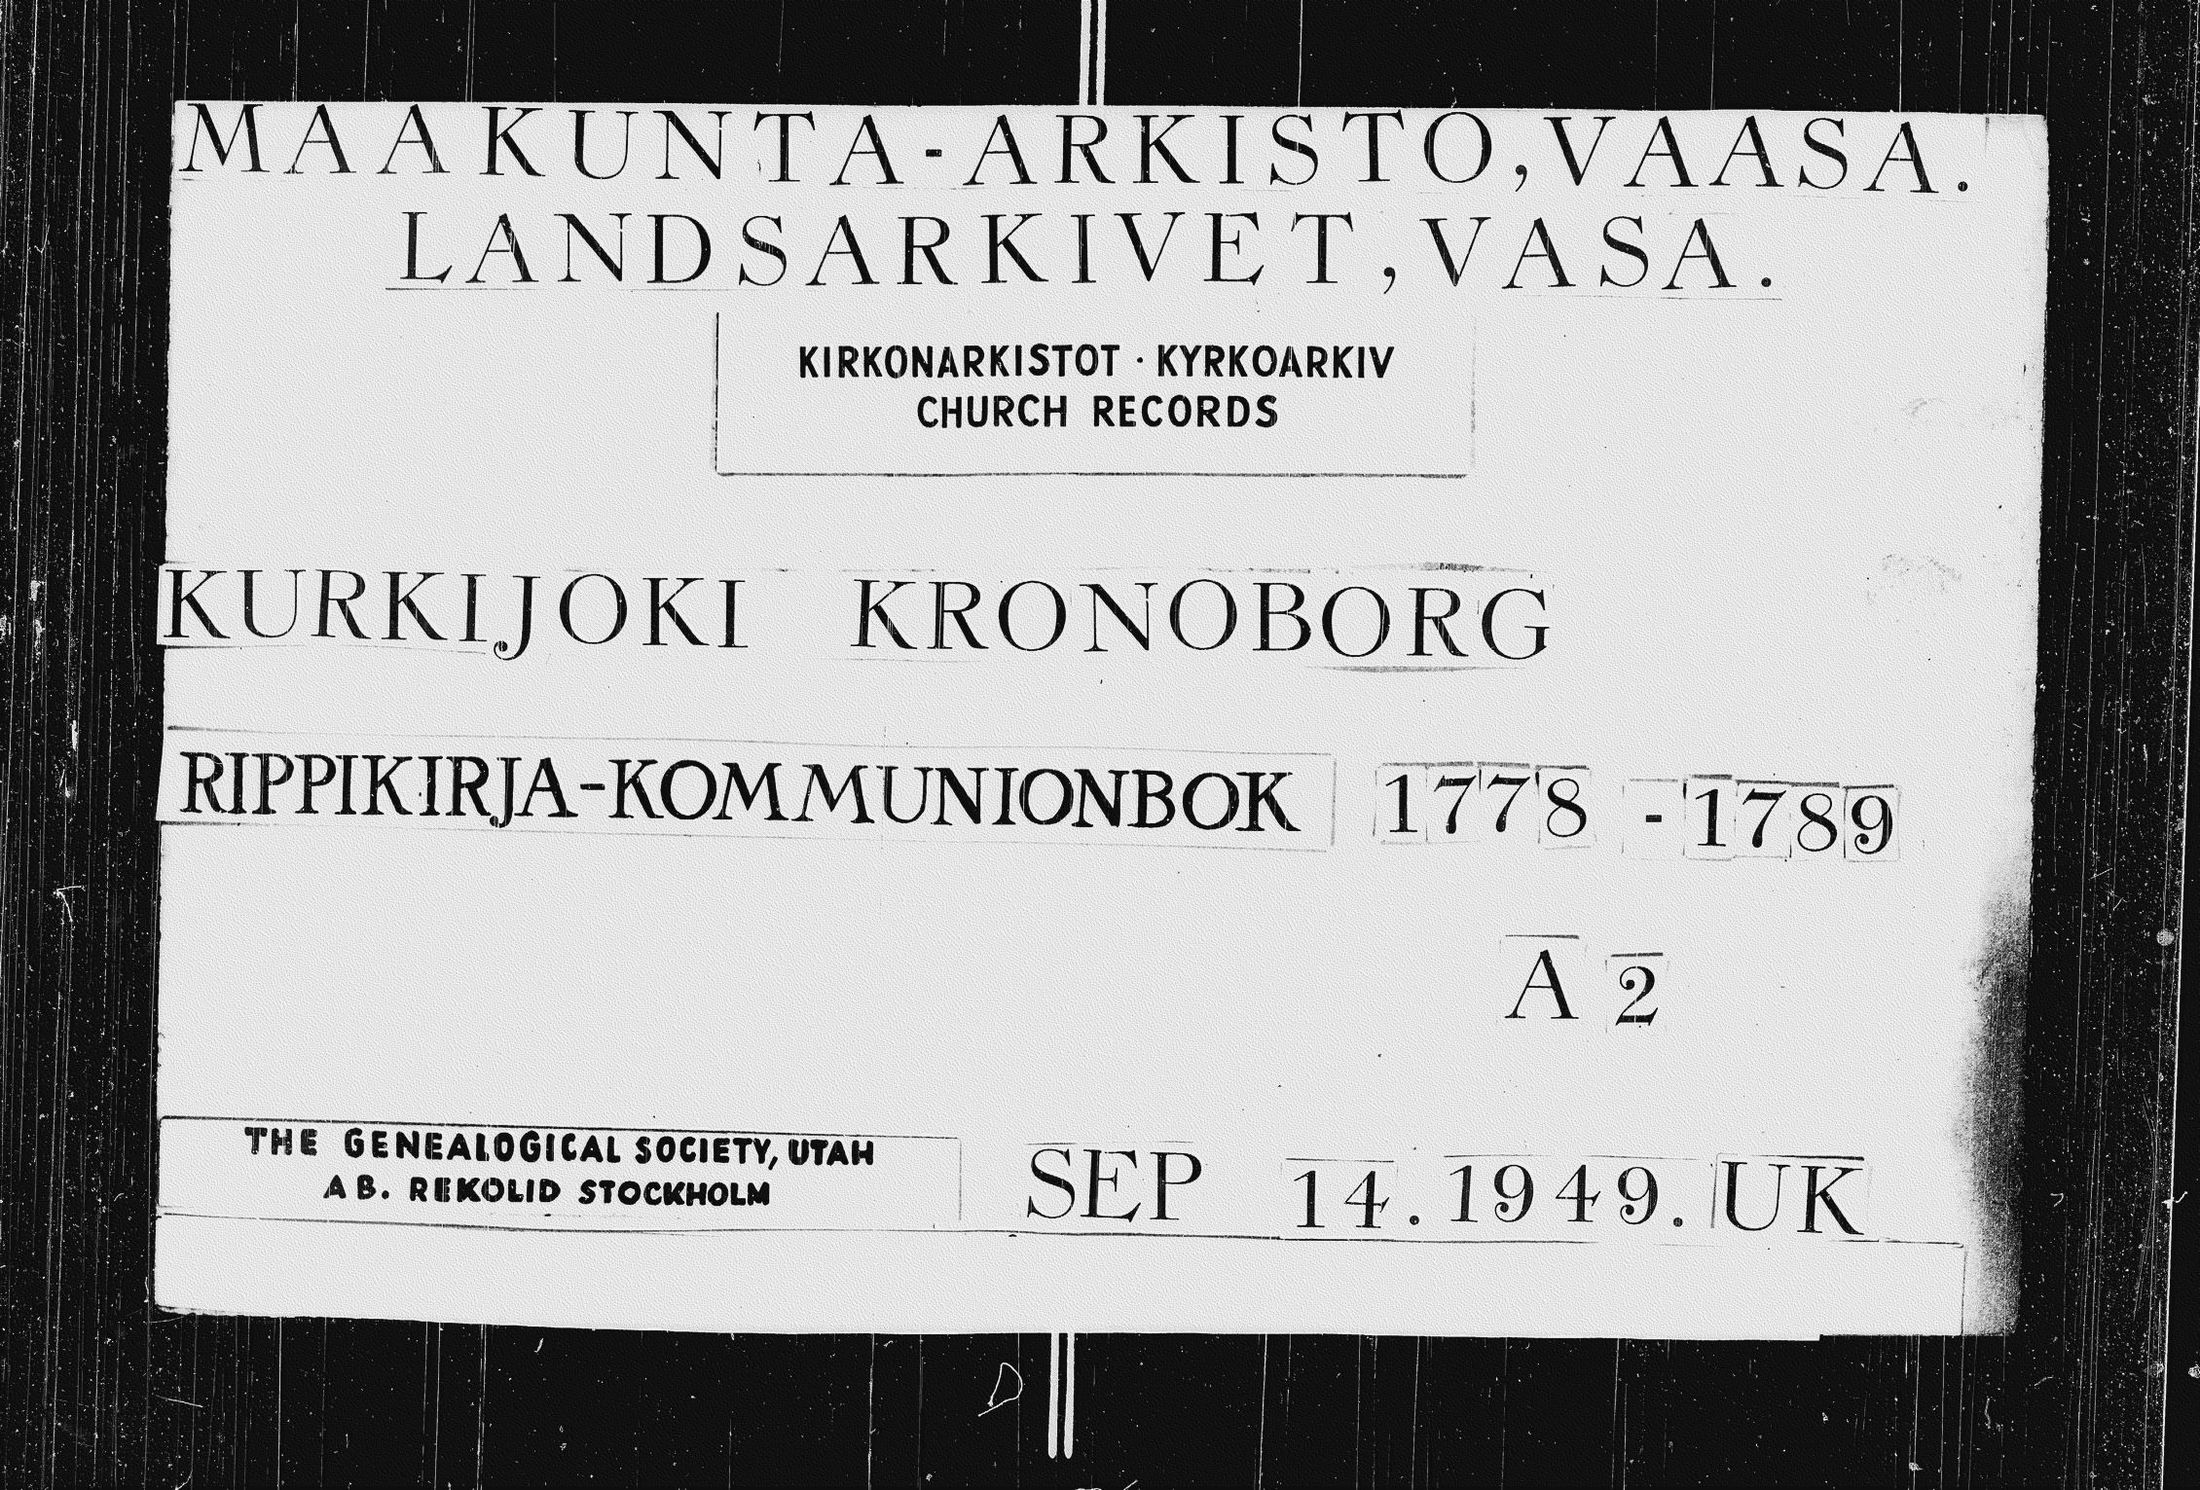 MAAKUNTA-ARKISTO, VAASA.
LANDSARKIVET, VASA.
KIRKONARKISTOT · KYRKOARKIV
CHURCH RECORDS
KURKIJOKI KRONOBORG
RIPPIKIRJA-KOMMUNIONBOK 1778 - 1789
A 2
THE GENEALOGICAL SOCIETY, UTAH
AB. REKOLID STOCKHOLM
SEP 14. 1949. UK